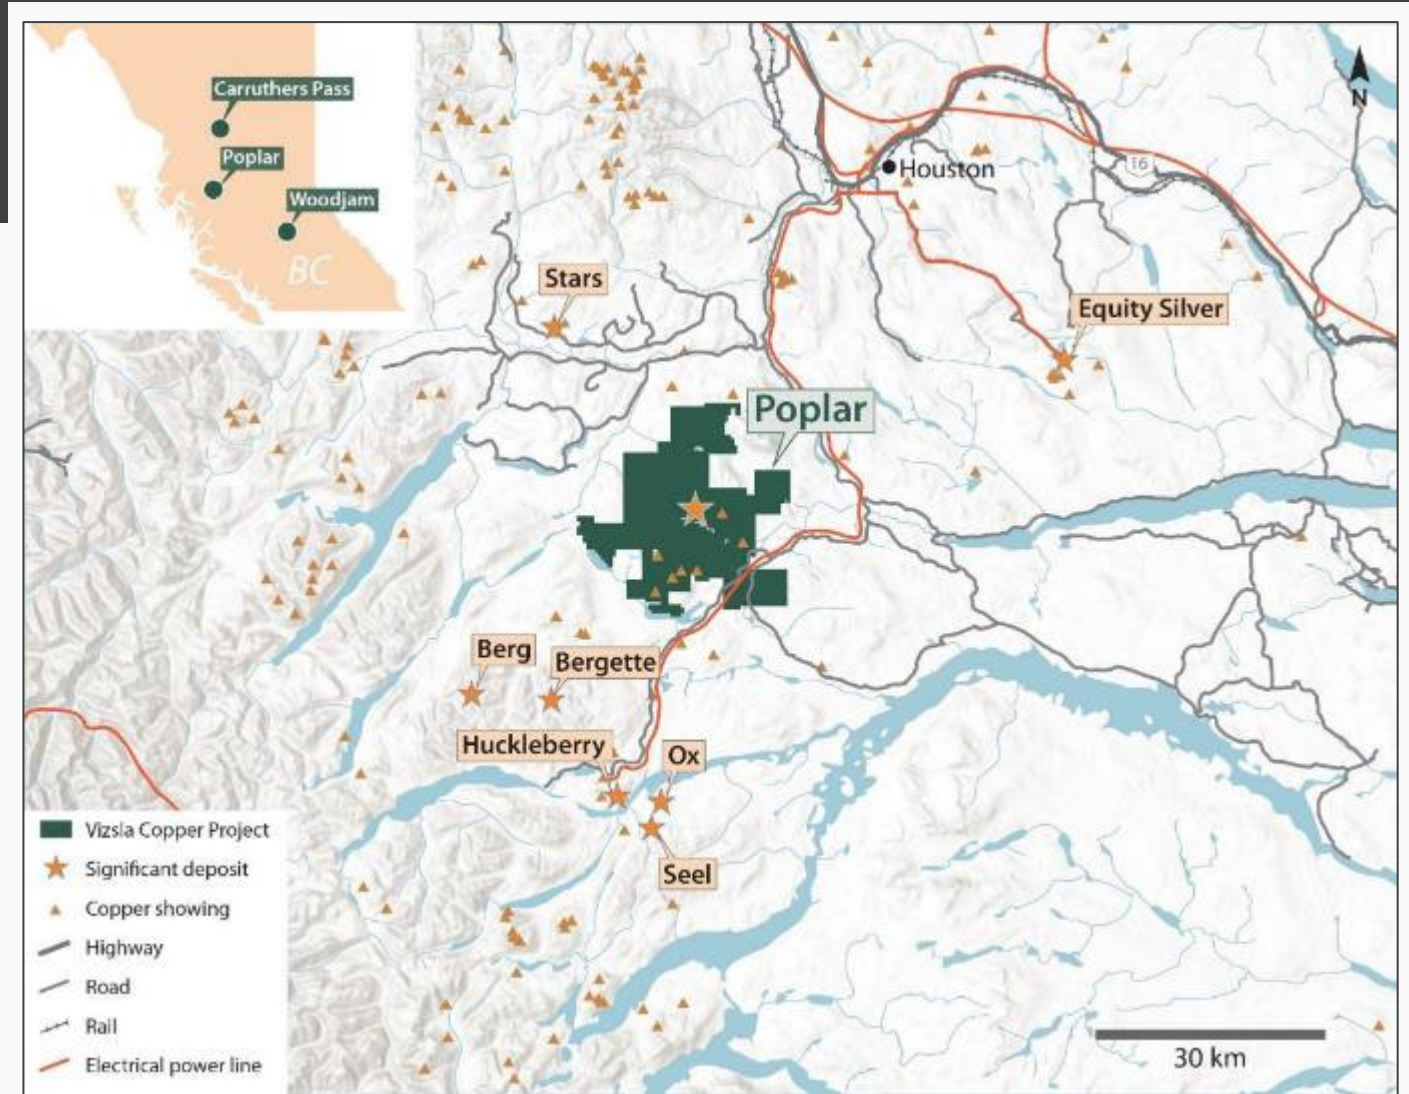 Carruthers Pass
Poplar
Woodjam
BC
N
Houston
16
Stars
Equity Silver
Poplar
Berg
Bergette
Huckleberry
Ox
Seel
Vizsla Copper Project
Significant deposit
Copper showing
Highway
Road
Rail
Electrical power line
30 km